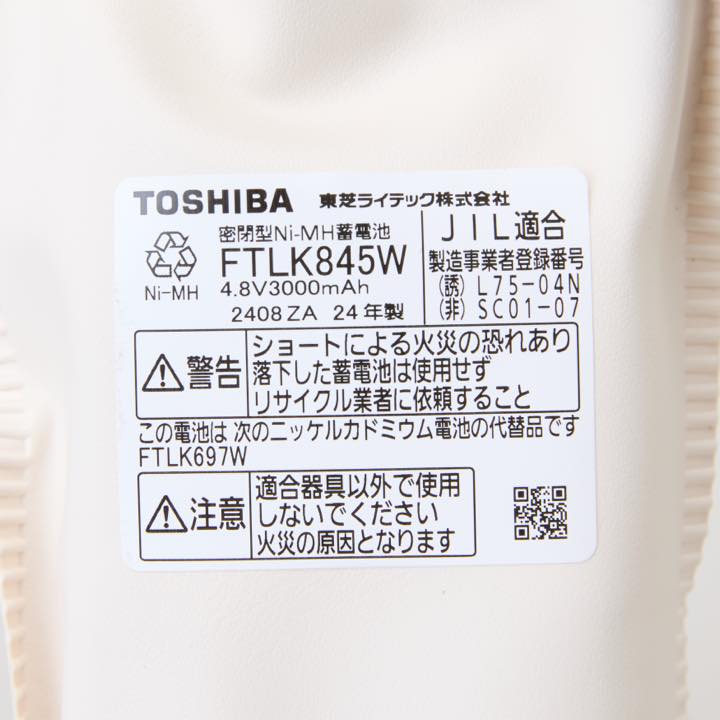 TOSHIBA 東芝ライテック株式会社
密閉型Ni-MH蓄電池
FTLK845W
4.8V3000mAh
Ni-MH
2408ZA 24年製
JIL適合
製造事業者登録番号
(誘) L75-04N
(非) SC01-07
警告
ショートによる火災の恐れあり
落下した蓄電池は使用せず
リサイクル業者に依頼すること
この電池は 次のニッケルカドミウム電池の代替品です
FTLK697W
注意
適合器具以外で使用
しないでください
火災の原因となります